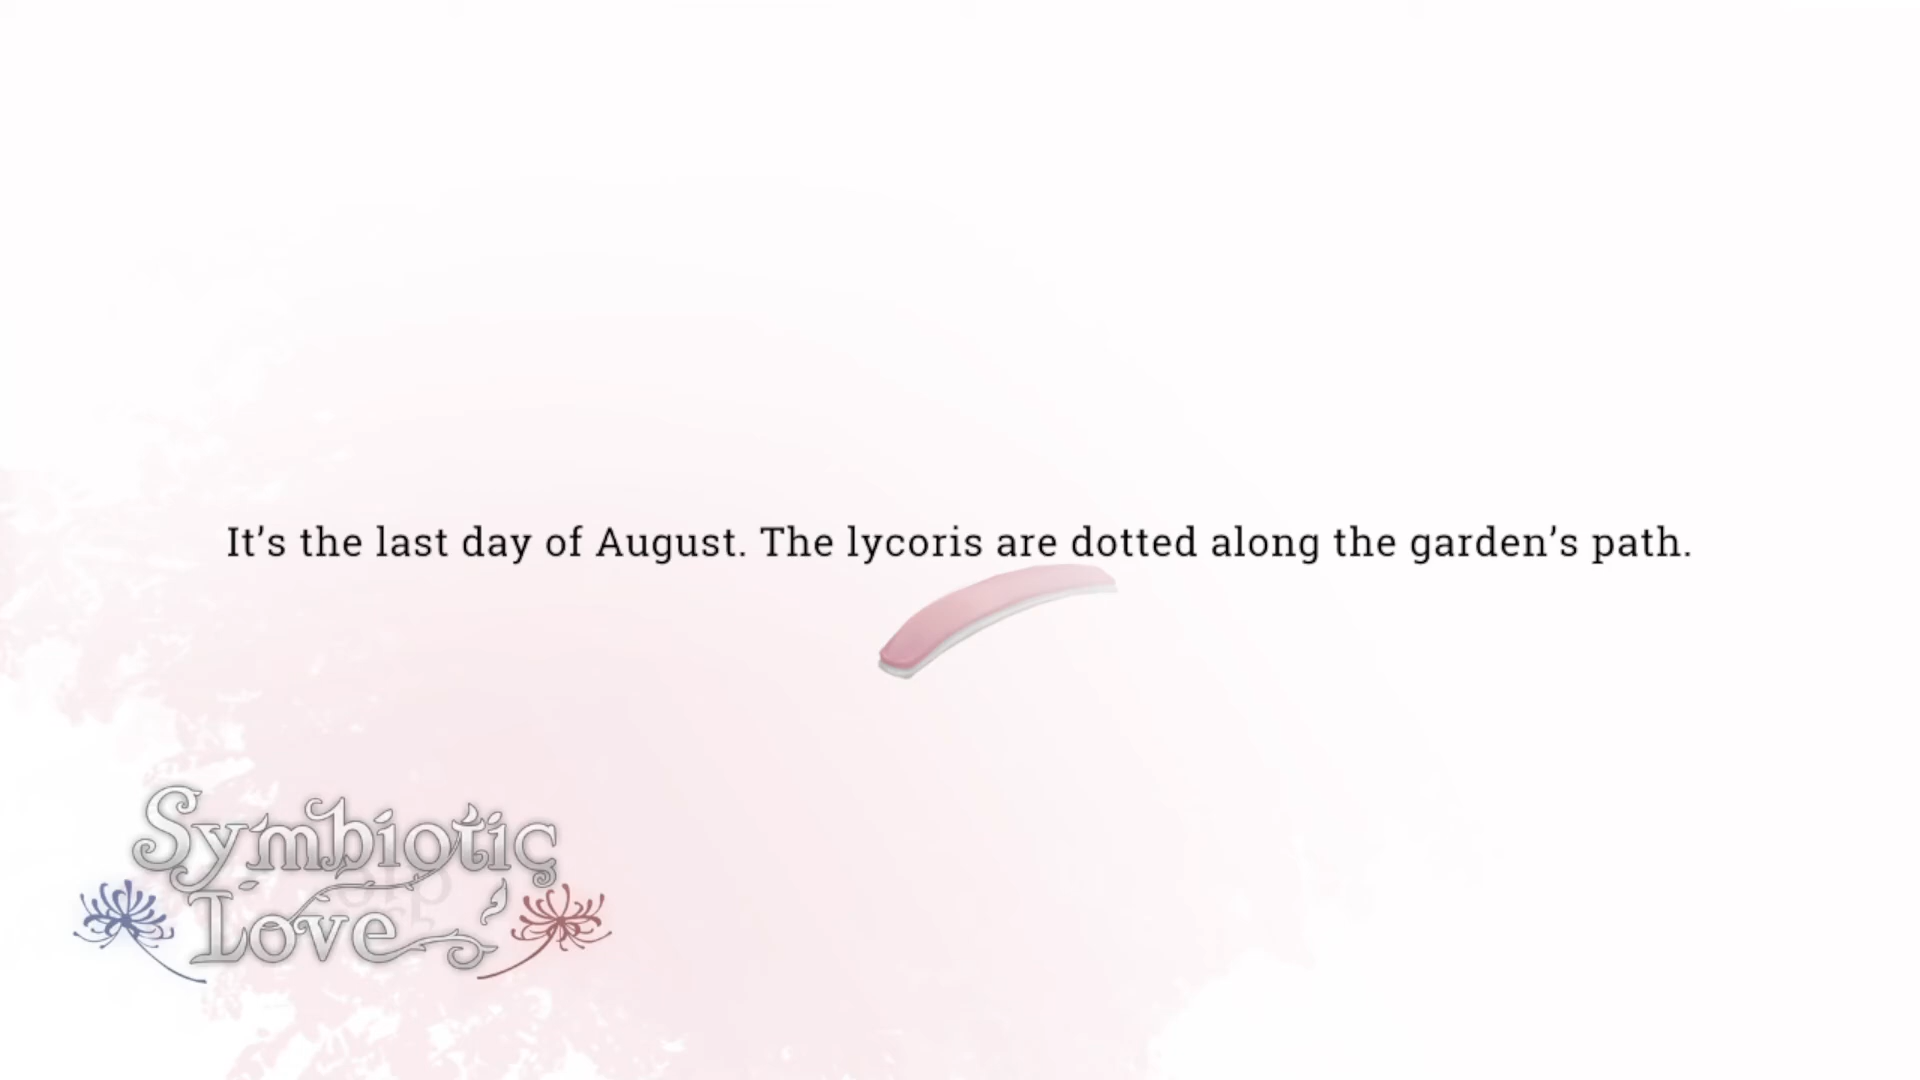 It’s the last day of August. The lycoris are dotted along the garden’s path.
Symbiotic
Love